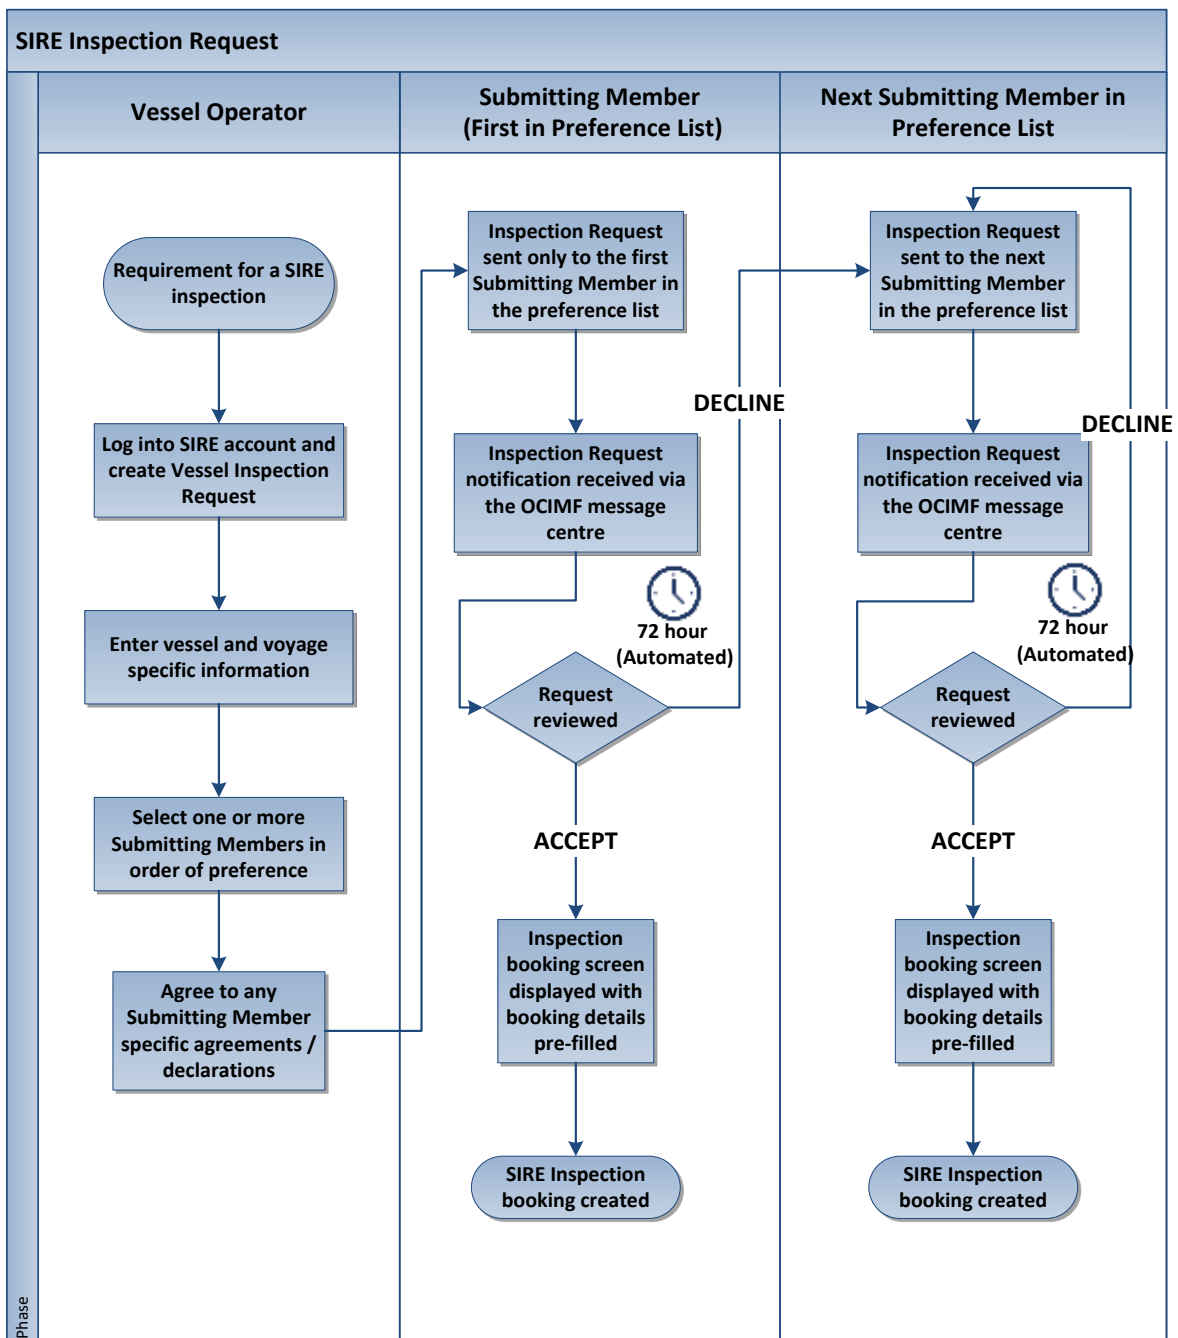 SIRE Inspection Request
Vessel Operator
Submitting Member
(First in Preference List)
Next Submitting Member in
Preference List
Requirement for a SIRE
inspection
Log into SIRE account and
create Vessel Inspection
Request
Enter vessel and voyage
specific information
Select one or more
Submitting Members in
order of preference
Agree to any
Submitting Member
specific agreements /
declarations
Inspection Request
sent only to the first
Submitting Member in
the preference list
DECLINE
Inspection Request
notification received via
the OCIMF message
centre
72 hour
(Automated)
Request
reviewed
ACCEPT
Inspection
booking screen
displayed with
booking details
pre-filled
SIRE Inspection
booking created
Inspection Request
sent to the next
Submitting Member
in the preference list
DECLINE
Inspection Request
notification received via
the OCIMF message
centre
72 hour
(Automated)
Request
reviewed
ACCEPT
Inspection
booking screen
displayed with
booking details
pre-filled
SIRE Inspection
booking created
Phase